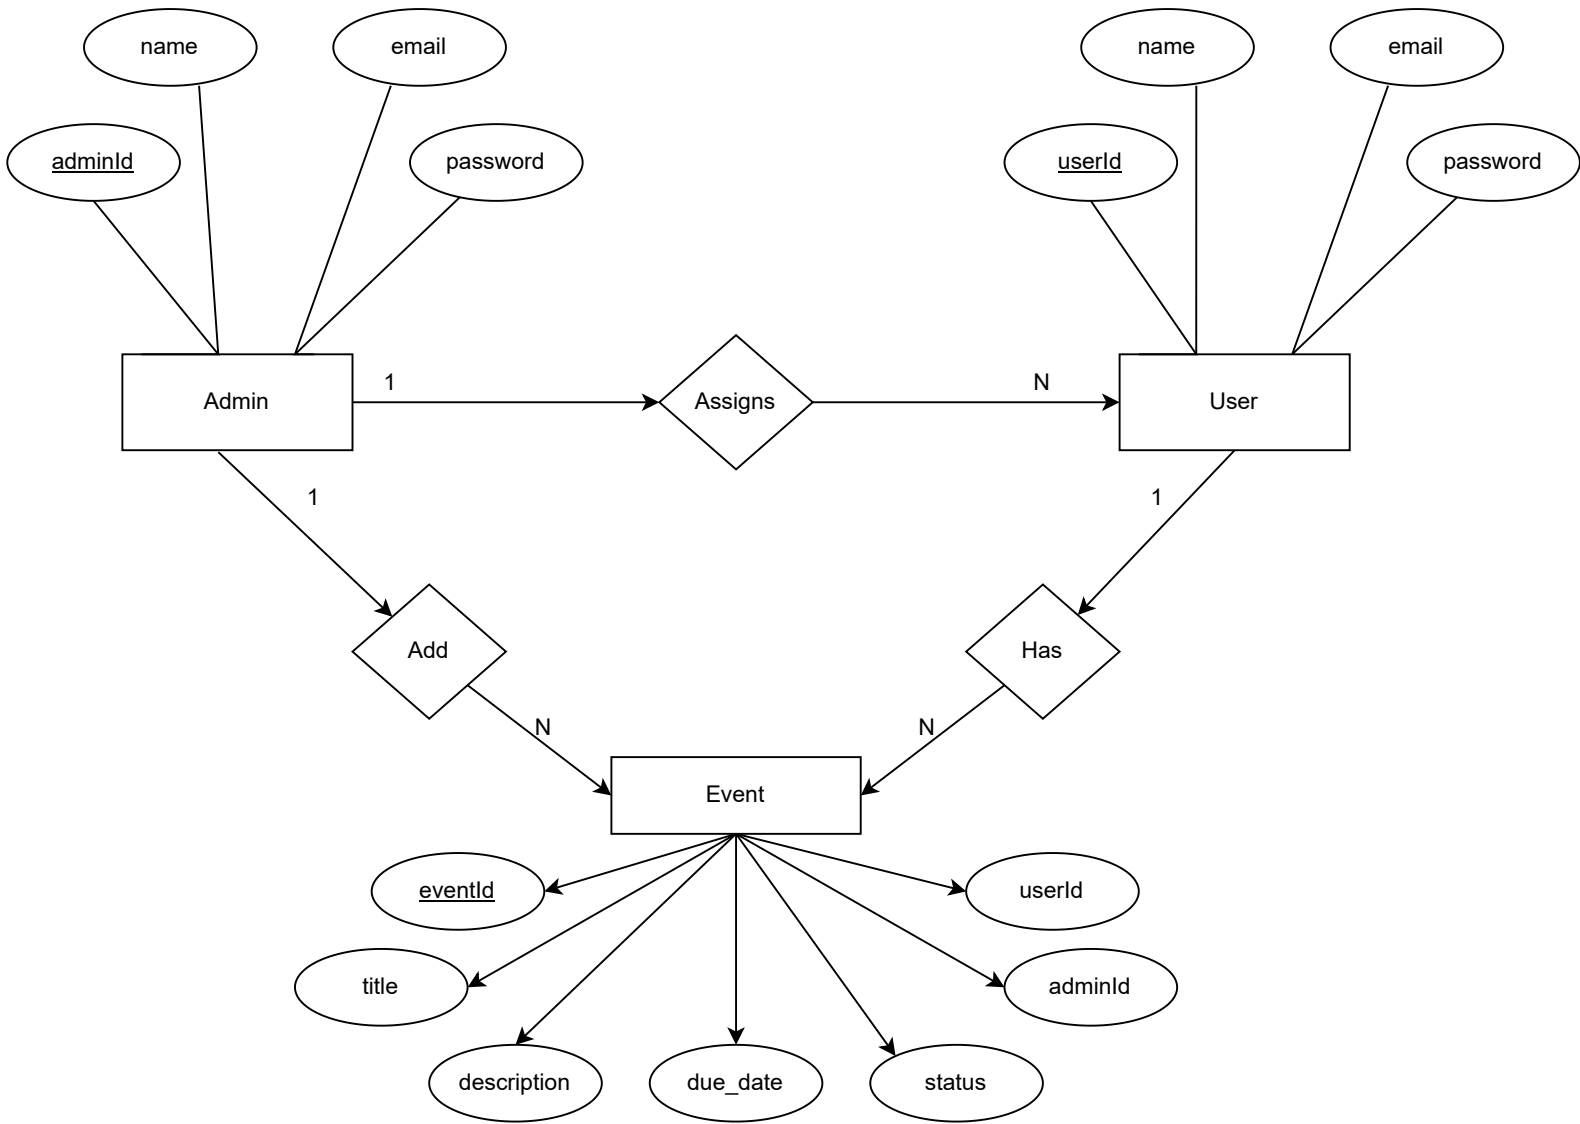 name
email
name
email
adminId
password
userId
password
1
N
Admin
Assigns
User
1
1
Add
Has
N
N
Event
eventId
userId
title
adminId
description
due_date
status